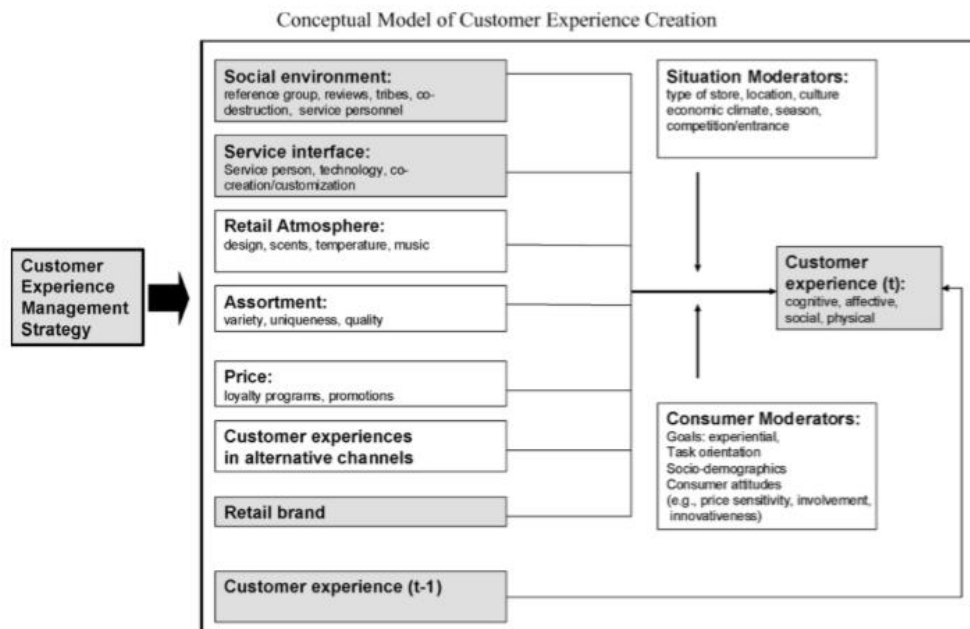 Conceptual Model of Customer Experience Creation
Customer
Experience
Management
Strategy
Social environment:
reference group, reviews, tribes, co-
destruction, service personnel
Service interface:
Service person, technology, co-
creation/customization
Retail Atmosphere:
design, scents, temperature, music
Assortment:
variety, uniqueness, quality
Price:
loyalty programs, promotions
Customer experiences
in alternative channels
Retail brand
Customer experience (t-1)
Situation Moderators:
type of store, location, culture
economic climate, season,
competition/entrance
Customer
experience (t):
cognitive, affective,
social, physical
Consumer Moderators:
Goals: experiential,
Task orientation
Socio-demographics
Consumer attitudes
(e.g., price sensitivity, involvement,
innovativeness)